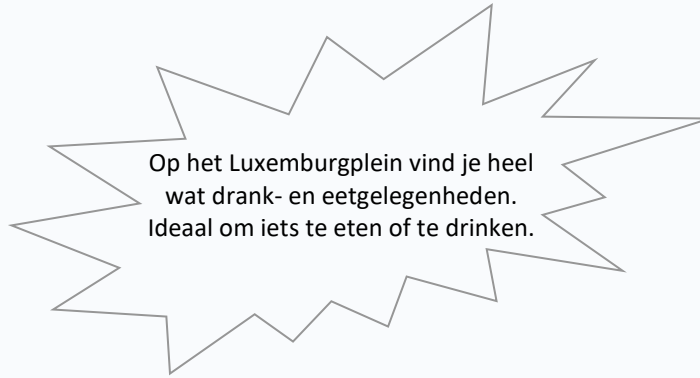 Op het Luxemburgplein vind je heel
wat drank- en eetgelegenheden.
Ideaal om iets te eten of te drinken.